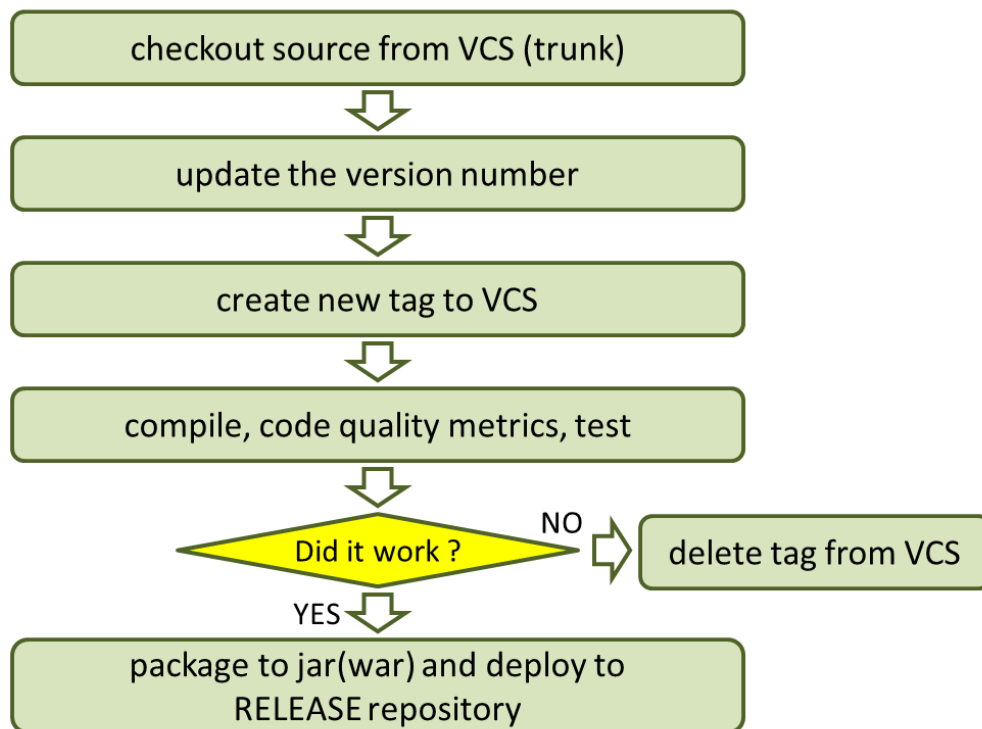 checkout source from VCS (trunk)
update the version number
create new tag to VCS
compile, code quality metrics, test
Did it work ?
NO
delete tag from VCS
YES
package to jar(war) and deploy to
RELEASE repository